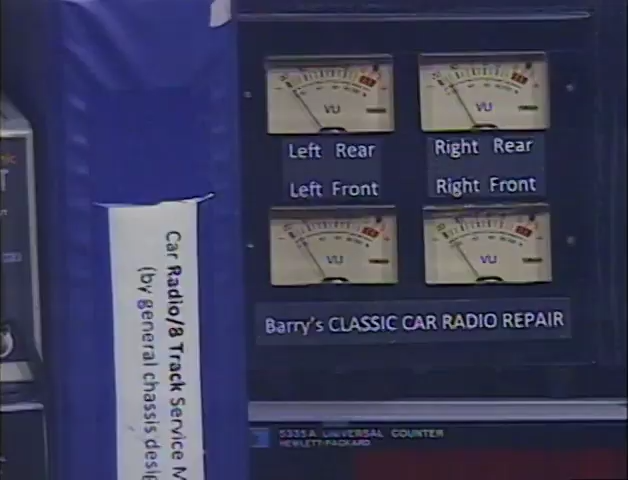 VU
VU
Left Rear
Right Rear
Left Front
Right Front
VU
VU
Barry's CLASSIC CAR RADIO REPAIR
Car Radio/8 Track Service M
(by general chassis desi
5335A UNIVERSAL COUNTER
HEWLETT-PACKARD